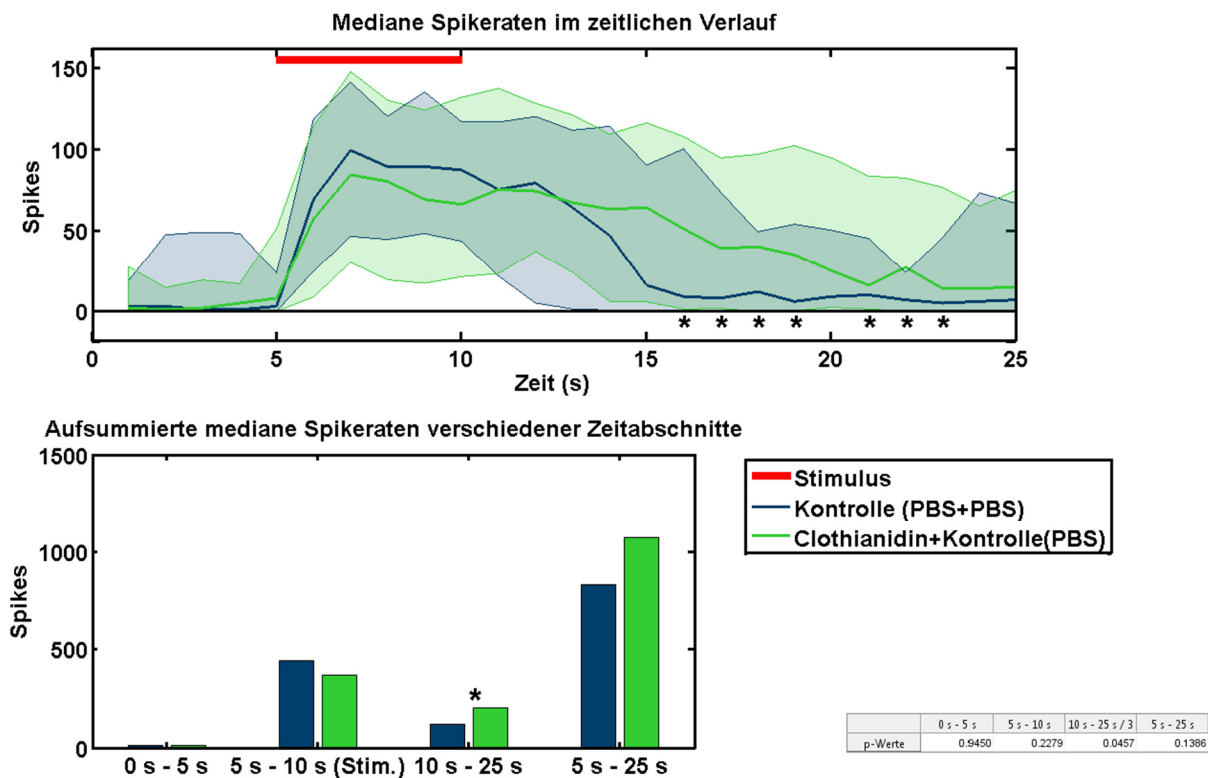 Mediane Spikeraten im zeitlichen Verlauf
150
100
50
0
Spikes
* * * * * * *
0 5 10 15 20 25
Zeit (s)
Aufsummierte mediane Spikeraten verschiedener Zeitabschnitte
1500
1000
500
0
Spikes
*
0 s - 5 s 5 s - 10 s (Stim.) 10 s - 25 s 5 s - 25 s
Stimulus
Kontrolle (PBS+PBS)
Clothianidin+Kontrolle(PBS)
0 s - 5 s 5 s - 10 s 10 s - 25 s / 3 5 s - 25 s
p-Werte 0.9450 0.2279 0.0457 0.1386